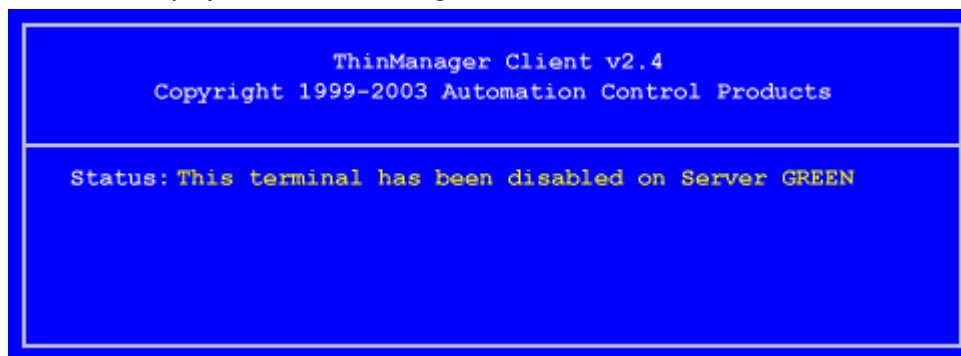 ThinManager Client v2.4
Copyright 1999-2003 Automation Control Products
Status: This terminal has been disabled on Server GREEN